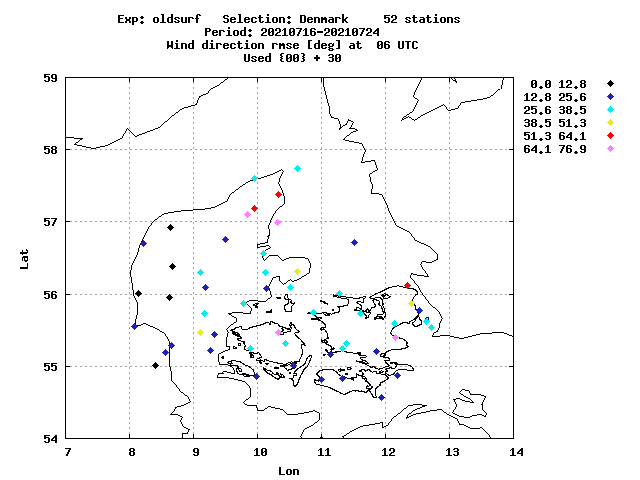 Exp: oldsurf   Selection: Denmark     52 stations
Period: 20210716-20210724
Wind direction rmse [deg] at  06 UTC
Used {00} + 30
0.0 12.8
12.8 25.6
25.6 38.5
38.5 51.3
51.3 64.1
64.1 76.9
59
58
57
56
55
54
Lat
7 8 9 10 11 12 13 14
Lon